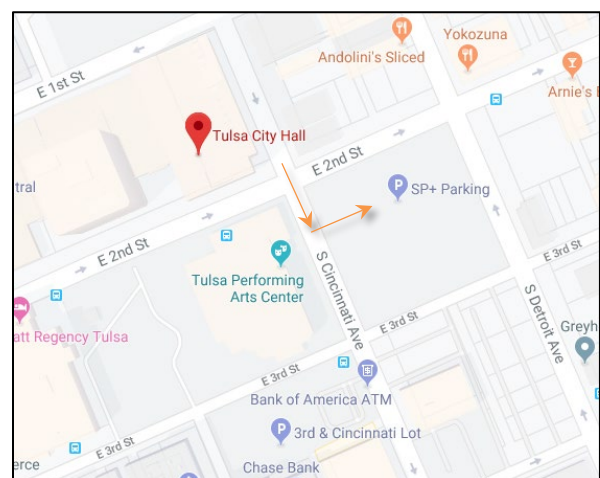 Yokozuna
Andolini's Sliced
E 1st St
Arnie's B
Tulsa City Hall
E 2nd St
tral
P
SP+ Parking
E 2nd St
S Cincinnati Ave
E 3rd St
Tulsa Performing
Arts Center
S Detroit Ave
E 3rd St
att Regency Tulsa
Greyh
E 3rd St
Bank of America ATM
P
3rd & Cincinnati Lot
E 3rd St
erce
Chase Bank